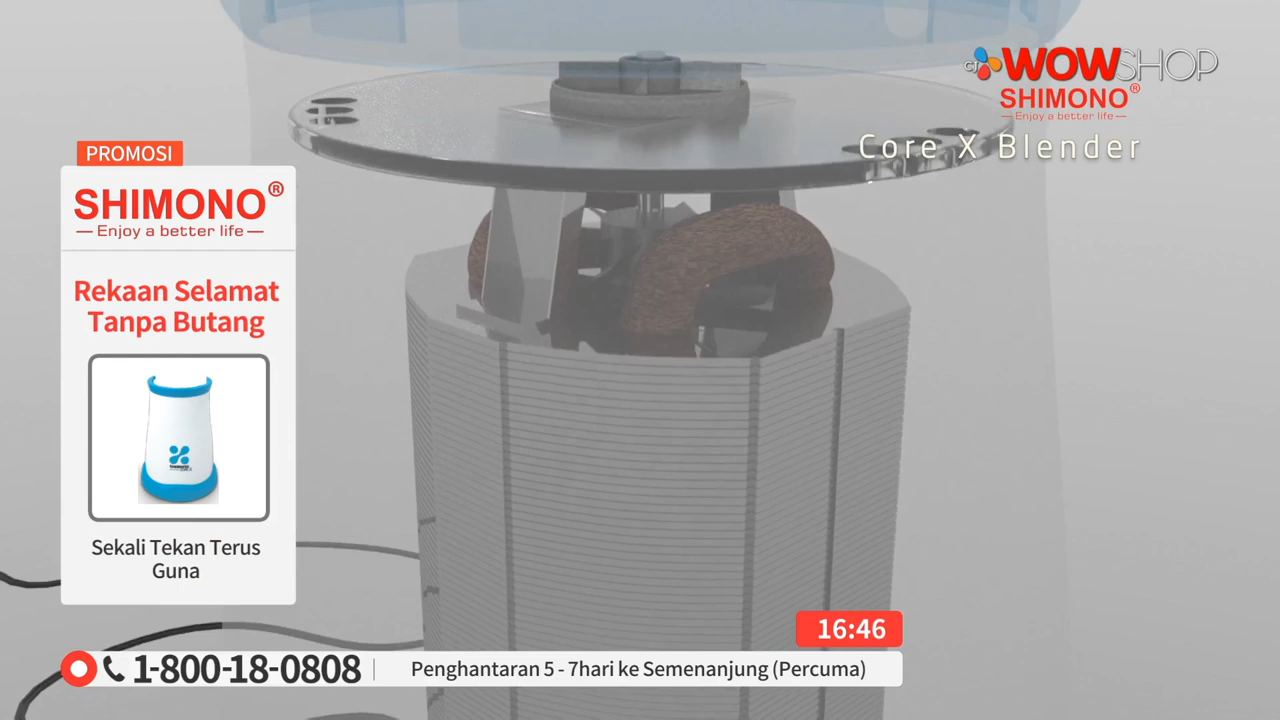 CJ WOWSHOP
SHIMONO®
Enjoy a better life
Core X Blender
PROMOSI
SHIMONO®
Enjoy a better life
Rekaan Selamat
Tanpa Butang
Sekali Tekan Terus
Guna
16:46
1-800-18-0808
Penghantaran 5 - 7hari ke Semenanjung (Percuma)